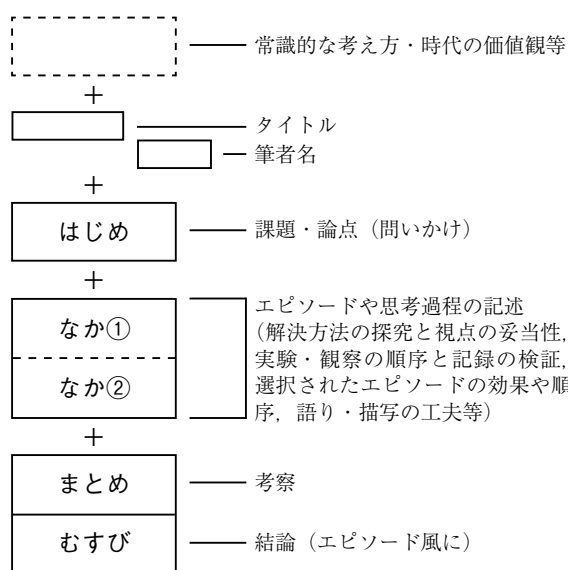 常識的な考え方・時代の価値観等
+
タイトル
筆者名
+
はじめ
課題・論点（問いかけ）
+
なか①
なか②
エピソードや思考過程の記述
（解決方法の探究と視点の妥当性,
実験・観察の順序と記録の検証,
選択されたエピソードの効果や順
序，語り・描写の工夫等）
+
まとめ
考察
むすび
結論（エピソード風に）